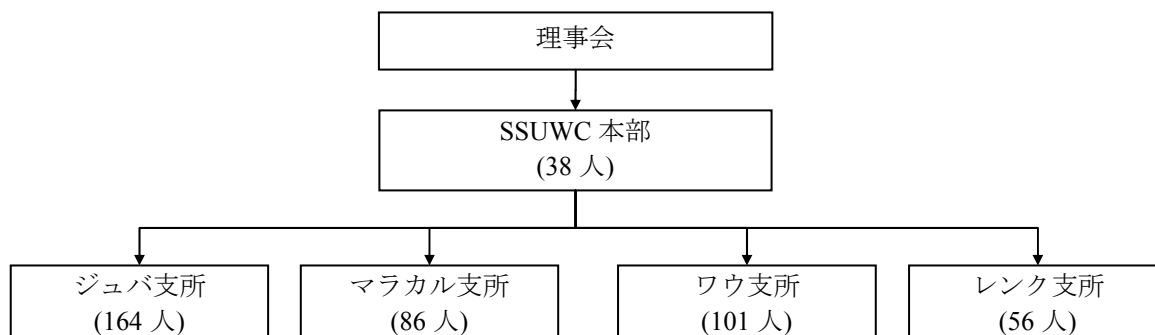 理事会
SSUWC 本部
(38 人)
ジュバ支所
(164 人)
マラカル支所
(86 人)
ワウ支所
(101 人)
レンク支所
(56 人)